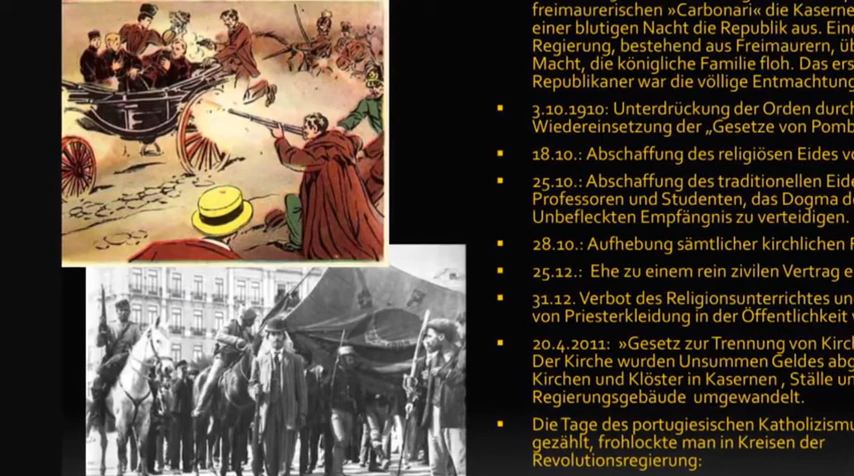 freimaurerischen »Carbonari« die Kaserne
einer blutigen Nacht die Republik aus. Eine
Regierung, bestehend aus Freimaurern, üb
Macht, die königliche Familie floh. Das ers
Republikaner war die völlige Entmachtung
▪ 3.10.1910: Unterdrückung der Orden durch
Wiedereinsetzung der „Gesetze von Pomb
▪ 18.10.: Abschaffung des religiösen Eides vo
▪ 25.10.: Abschaffung des traditionellen Eide
Professoren und Studenten, das Dogma de
Unbefleckten Empfängnis zu verteidigen.
▪ 28.10.: Aufhebung sämtlicher kirchlichen F
▪ 25.12.: Ehe zu einem rein zivilen Vertrag e
▪ 31.12. Verbot des Religionsunterrichtes un
von Priesterkleidung in der Öffentlichkeit v
▪ 20.4.2011: »Gesetz zur Trennung von Kirch
Der Kirche wurden Unsummen Geldes abg
Kirchen und Klöster in Kasernen , Ställe un
Regierungsgebäude umgewandelt.
▪ Die Tage des portugiesischen Katholizismu
gezählt, frohlockte man in Kreisen der
Revolutionsregierung: